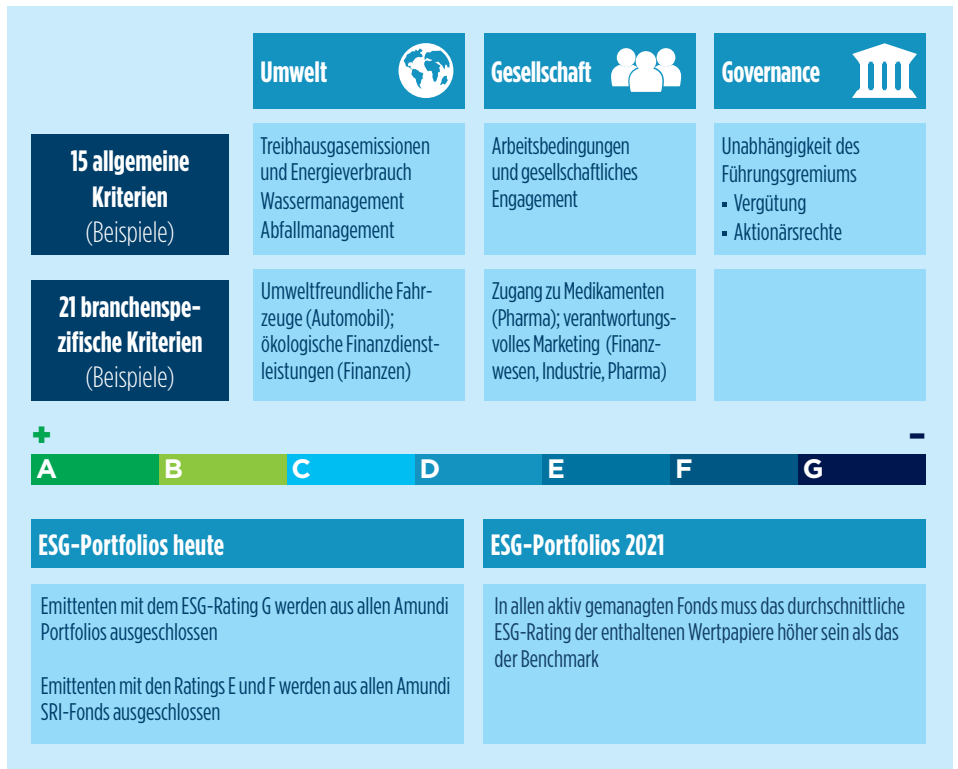 Umwelt
Gesellschaft
Governance
15 allgemeine
Kriterien
(Beispiele)
Treibhausgasemissionen
und Energieverbrauch
Wassermanagement
Abfallmanagement
Arbeitsbedingungen
und gesellschaftliches
Engagement
Unabhängigkeit des
Führungsgremiums
▪ Vergütung
▪ Aktionärsrechte
21 branchenspe-
zifische Kriterien
(Beispiele)
Umweltfreundliche Fahr-
zeuge (Automobil);
ökologische Finanzdienst-
leistungen (Finanzen)
Zugang zu Medikamenten
(Pharma); verantwortungs-
volles Marketing (Finanz-
wesen, Industrie, Pharma)
+ –
A B C D E F G
ESG-Portfolios heute
Emittenten mit dem ESG-Rating G werden aus allen Amundi
Portfolios ausgeschlossen
Emittenten mit den Ratings E und F werden aus allen Amundi
SRI-Fonds ausgeschlossen
ESG-Portfolios 2021
In allen aktiv gemanagten Fonds muss das durchschnittliche
ESG-Rating der enthaltenen Wertpapiere höher sein als das
der Benchmark